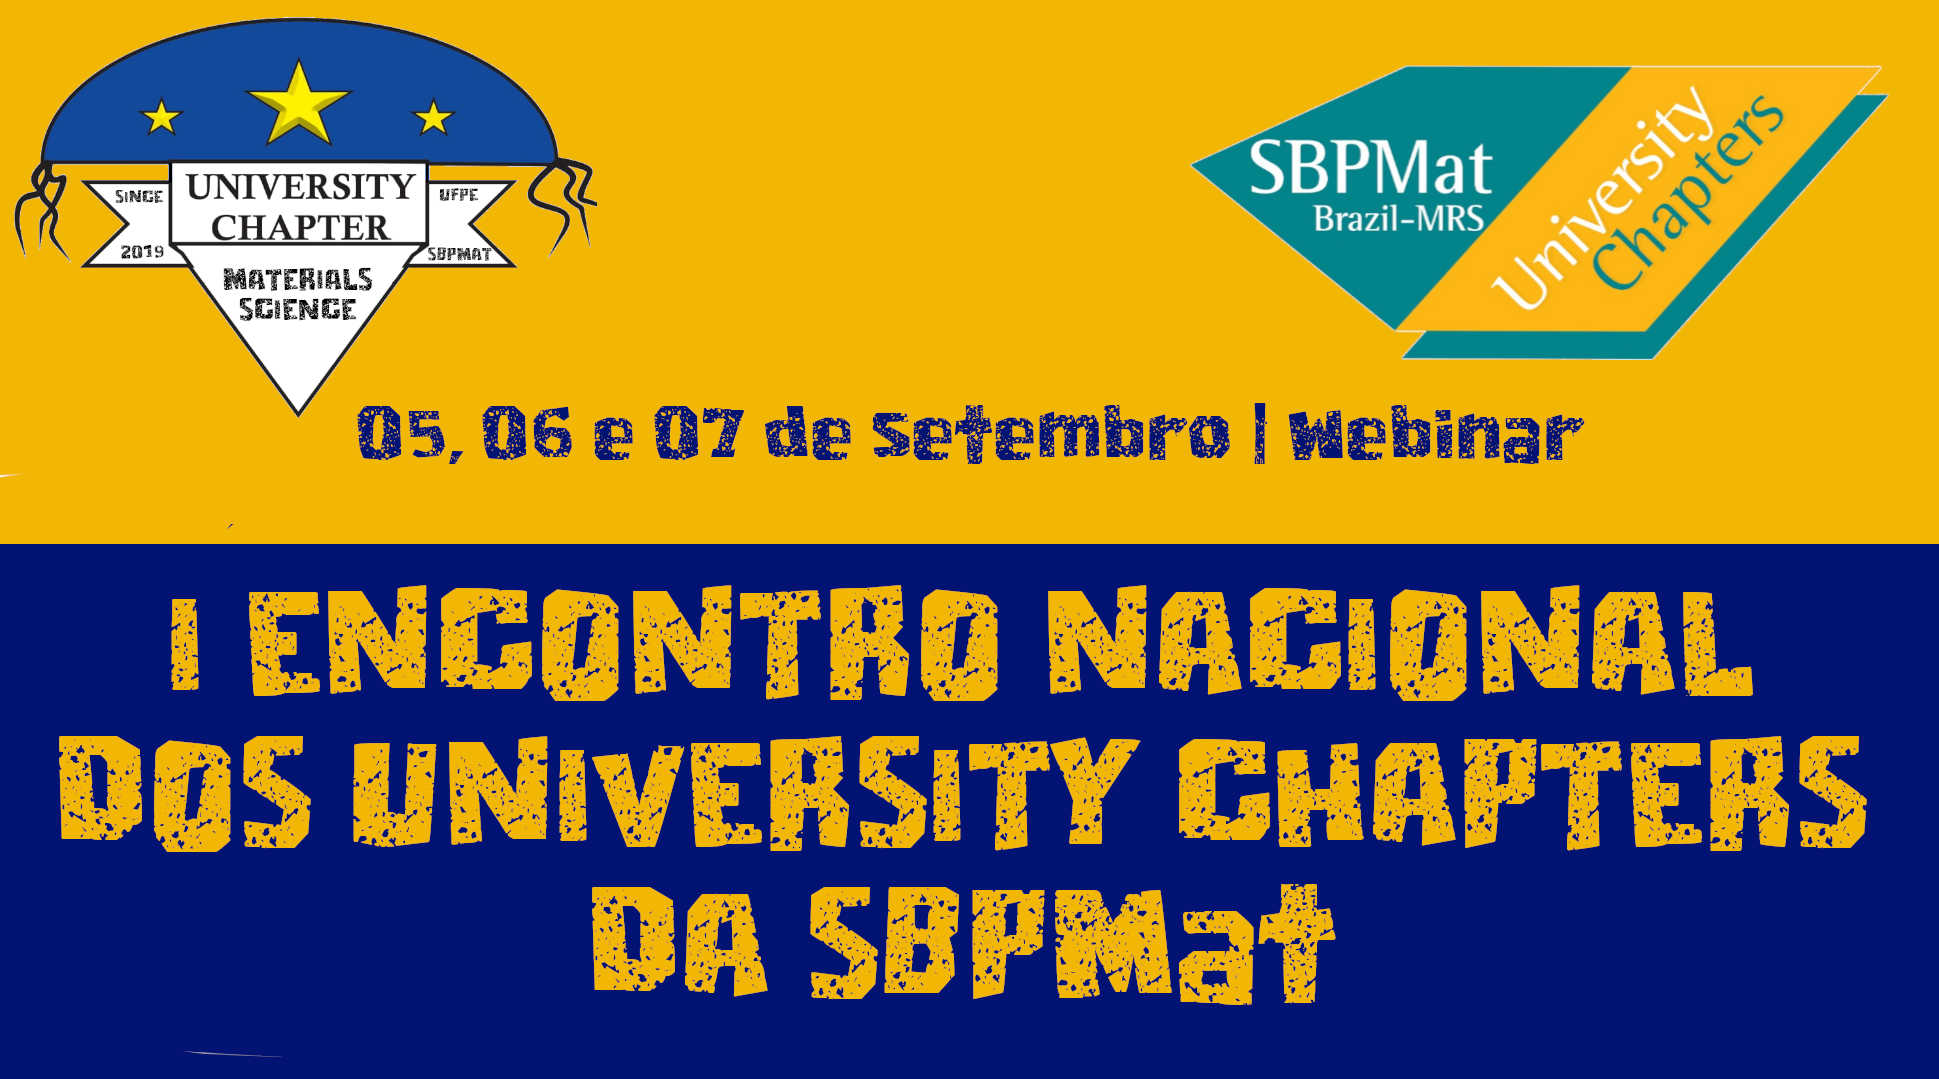 UNIVERSITY
CHAPTER
SINCE
2019
UFPE
SBPMAT
MATERIALS
SCIENCE
SBPMat
Brazil-MRS
University
Chapters
05, 06 e 07 de setembro | Webinar
I ENCONTRO NACIONAL
DOS UNIVERSITY CHAPTERS
DA SBPMat